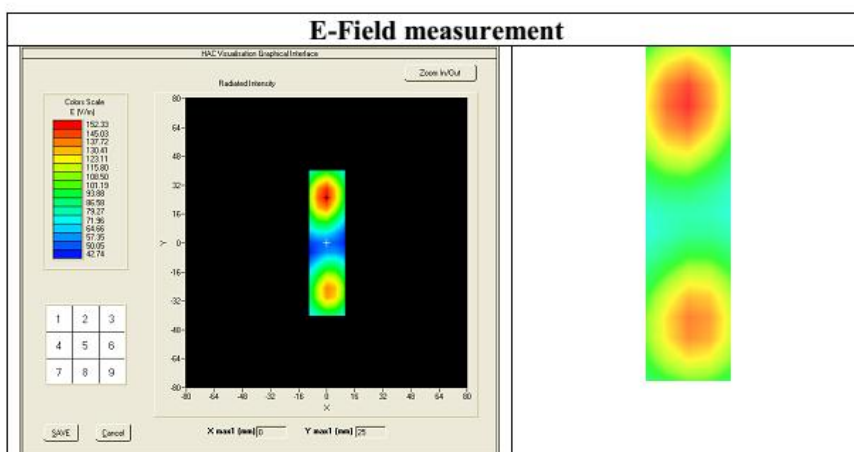 E-Field measurement
HAC Visualisation Graphical Interface
Zoom In/Out
Radiated Intensity
Colors Scale
E (V/m)
152.33
145.03
137.72
130.41
123.11
115.80
108.50
101.19
93.88
86.58
79.27
71.96
64.66
57.35
50.05
42.74
80-
64-
48-
32-
16-
Y 0-
-16-
-32-
-48-
-64-
-80-
-80 -64 -48 -32 -16 0 16 32 48 64 80
X
1 2 3
4 5 6
7 8 9
SAVE Cancel X max1 (mm) 0 Y max1 (mm) 25